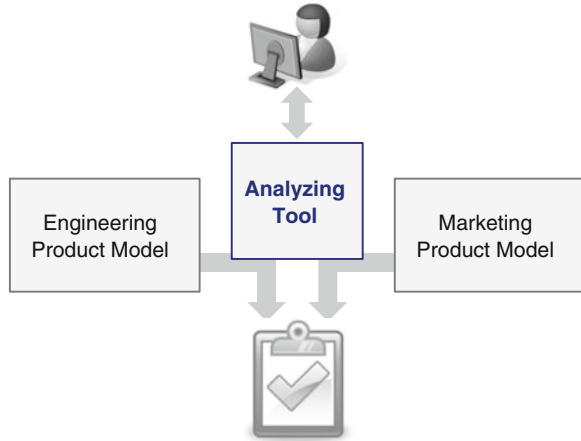 Analyzing
Tool
Engineering
Product Model
Marketing
Product Model